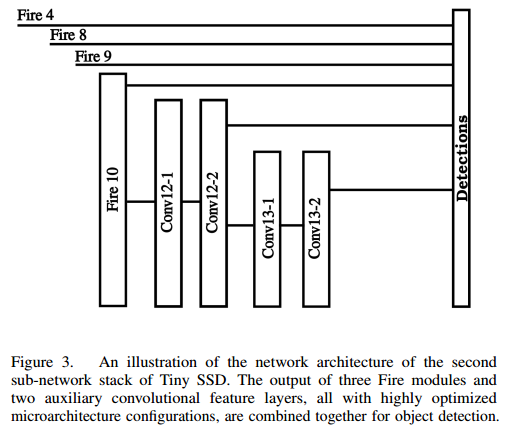 Fire 4
Fire 8
Fire 9
Fire 10
Conv12-1
Conv12-2
Conv13-1
Conv13-2
Detections
Figure 3. An illustration of the network architecture of the second
sub-network stack of Tiny SSD. The output of three Fire modules and
two auxiliary convolutional feature layers, all with highly optimized
microarchitecture configurations, are combined together for object detection.